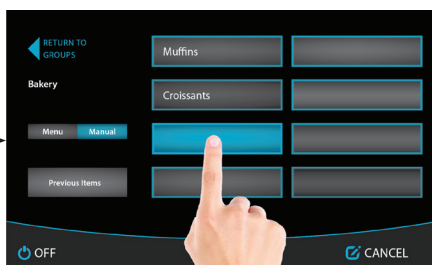 RETURN TO
GROUPS
Bakery
Menu
Manual
Previous Items
Muffins
Croissants
OFF
CANCEL